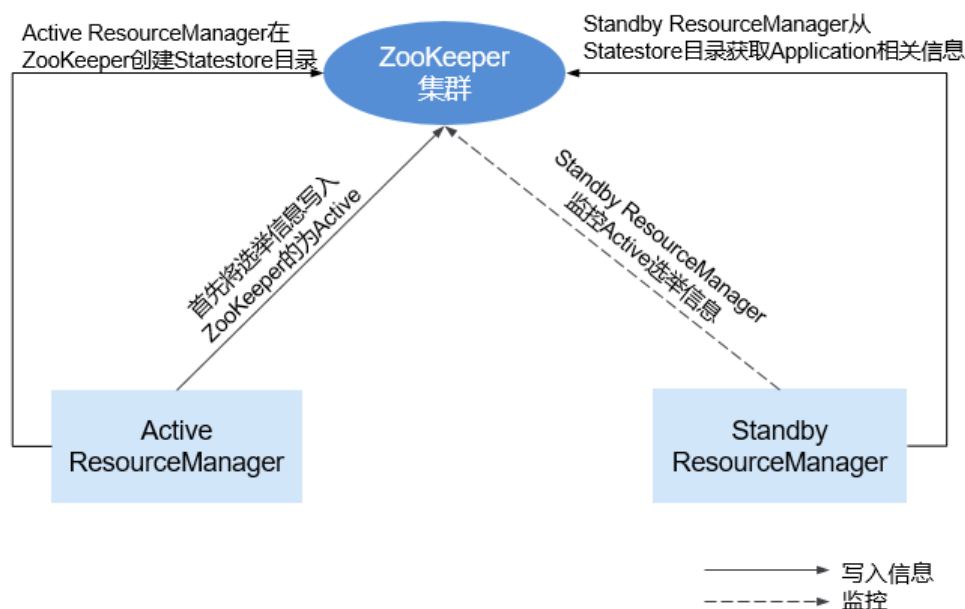 Active ResourceManager在
ZooKeeper创建Statestore目录
ZooKeeper
集群
Standby ResourceManager从
Statestore目录获取Application相关信息
首先将选举信息写入
ZooKeeper的为Active
Standby ResourceManager
监控Active选举信息
Active
ResourceManager
Standby
ResourceManager
写入信息
监控